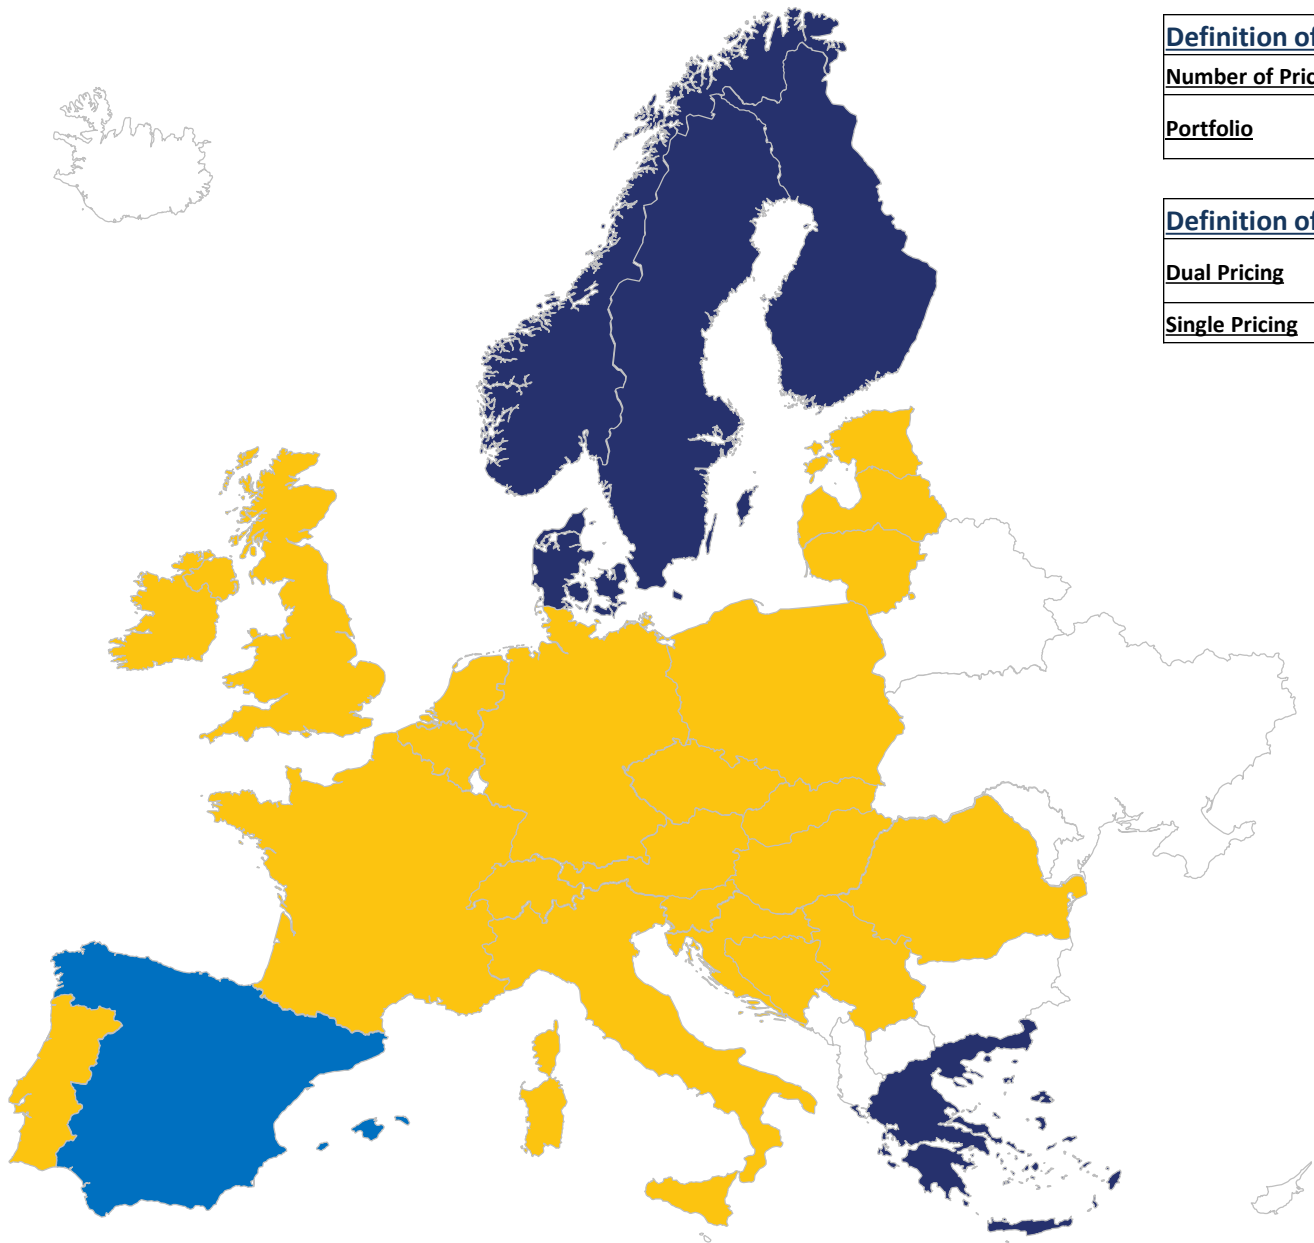 Definition of
Number of Pric
Portfolio
Definition of
Dual Pricing
Single Pricing